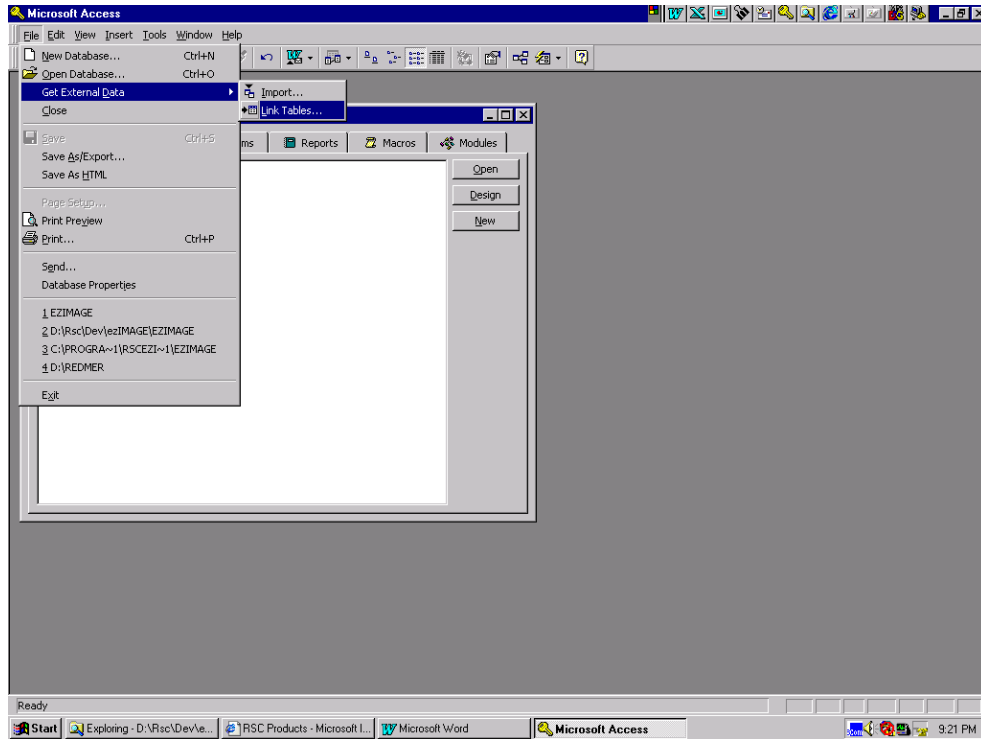 Microsoft Access
File Edit View Insert Tools Window Help
New Database... Ctrl+N
Open Database... Ctrl+O
Get External Data
Import...
Link Tables...
Close
Save Ctrl+S
Save As/Export...
Save As HTML
Page Setup...
Print Preview
Print... Ctrl+P
Send...
Database Properties
1 EZIMAGE
2 D:\Rsc\Dev\ezIMAGE\EZIMAGE
3 C:\PROGRA~1\RSCEZI~1\EZIMAGE
4 D:\REDMER
Exit
ms Reports Macros Modules
Open
Design
New
Ready
Start Exploring - D:\Rsc\Dev\e... RSC Products - Microsoft I... Microsoft Word Microsoft Access 9:21 PM